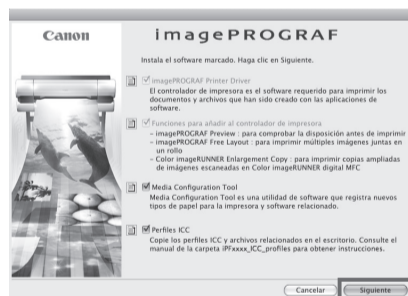 Canon
imagePROGRAF
Instala el software marcado. Haga clic en Siguiente.
imagePROGRAF Printer Driver
El controlador de impresora es el software requerido para imprimir los
documentos y archivos que han sido creado con las aplicaciones de
software.
Funciones para añadir al controlador de impresora
– imagePROGRAF Preview : para comprobar la disposición antes de imprimir
– imagePROGRAF Free Layout : para imprimir múltiples imágenes juntas en
un rollo
– Color imageRUNNER Enlargement Copy : para imprimir copias ampliadas
de imágenes escaneadas en Color imageRUNNER digital MFC
Media Configuration Tool
Media Configuration Tool es una utilidad de software que registra nuevos
tipos de papel para la impresora y software relacionado.
Perfiles ICC
Copie los perfiles ICC y archivos relacionados en el escritorio. Consulte el
manual de la carpeta iPFxxxx_ICC_profiles para obtener instrucciones.
Cancelar
Siguiente